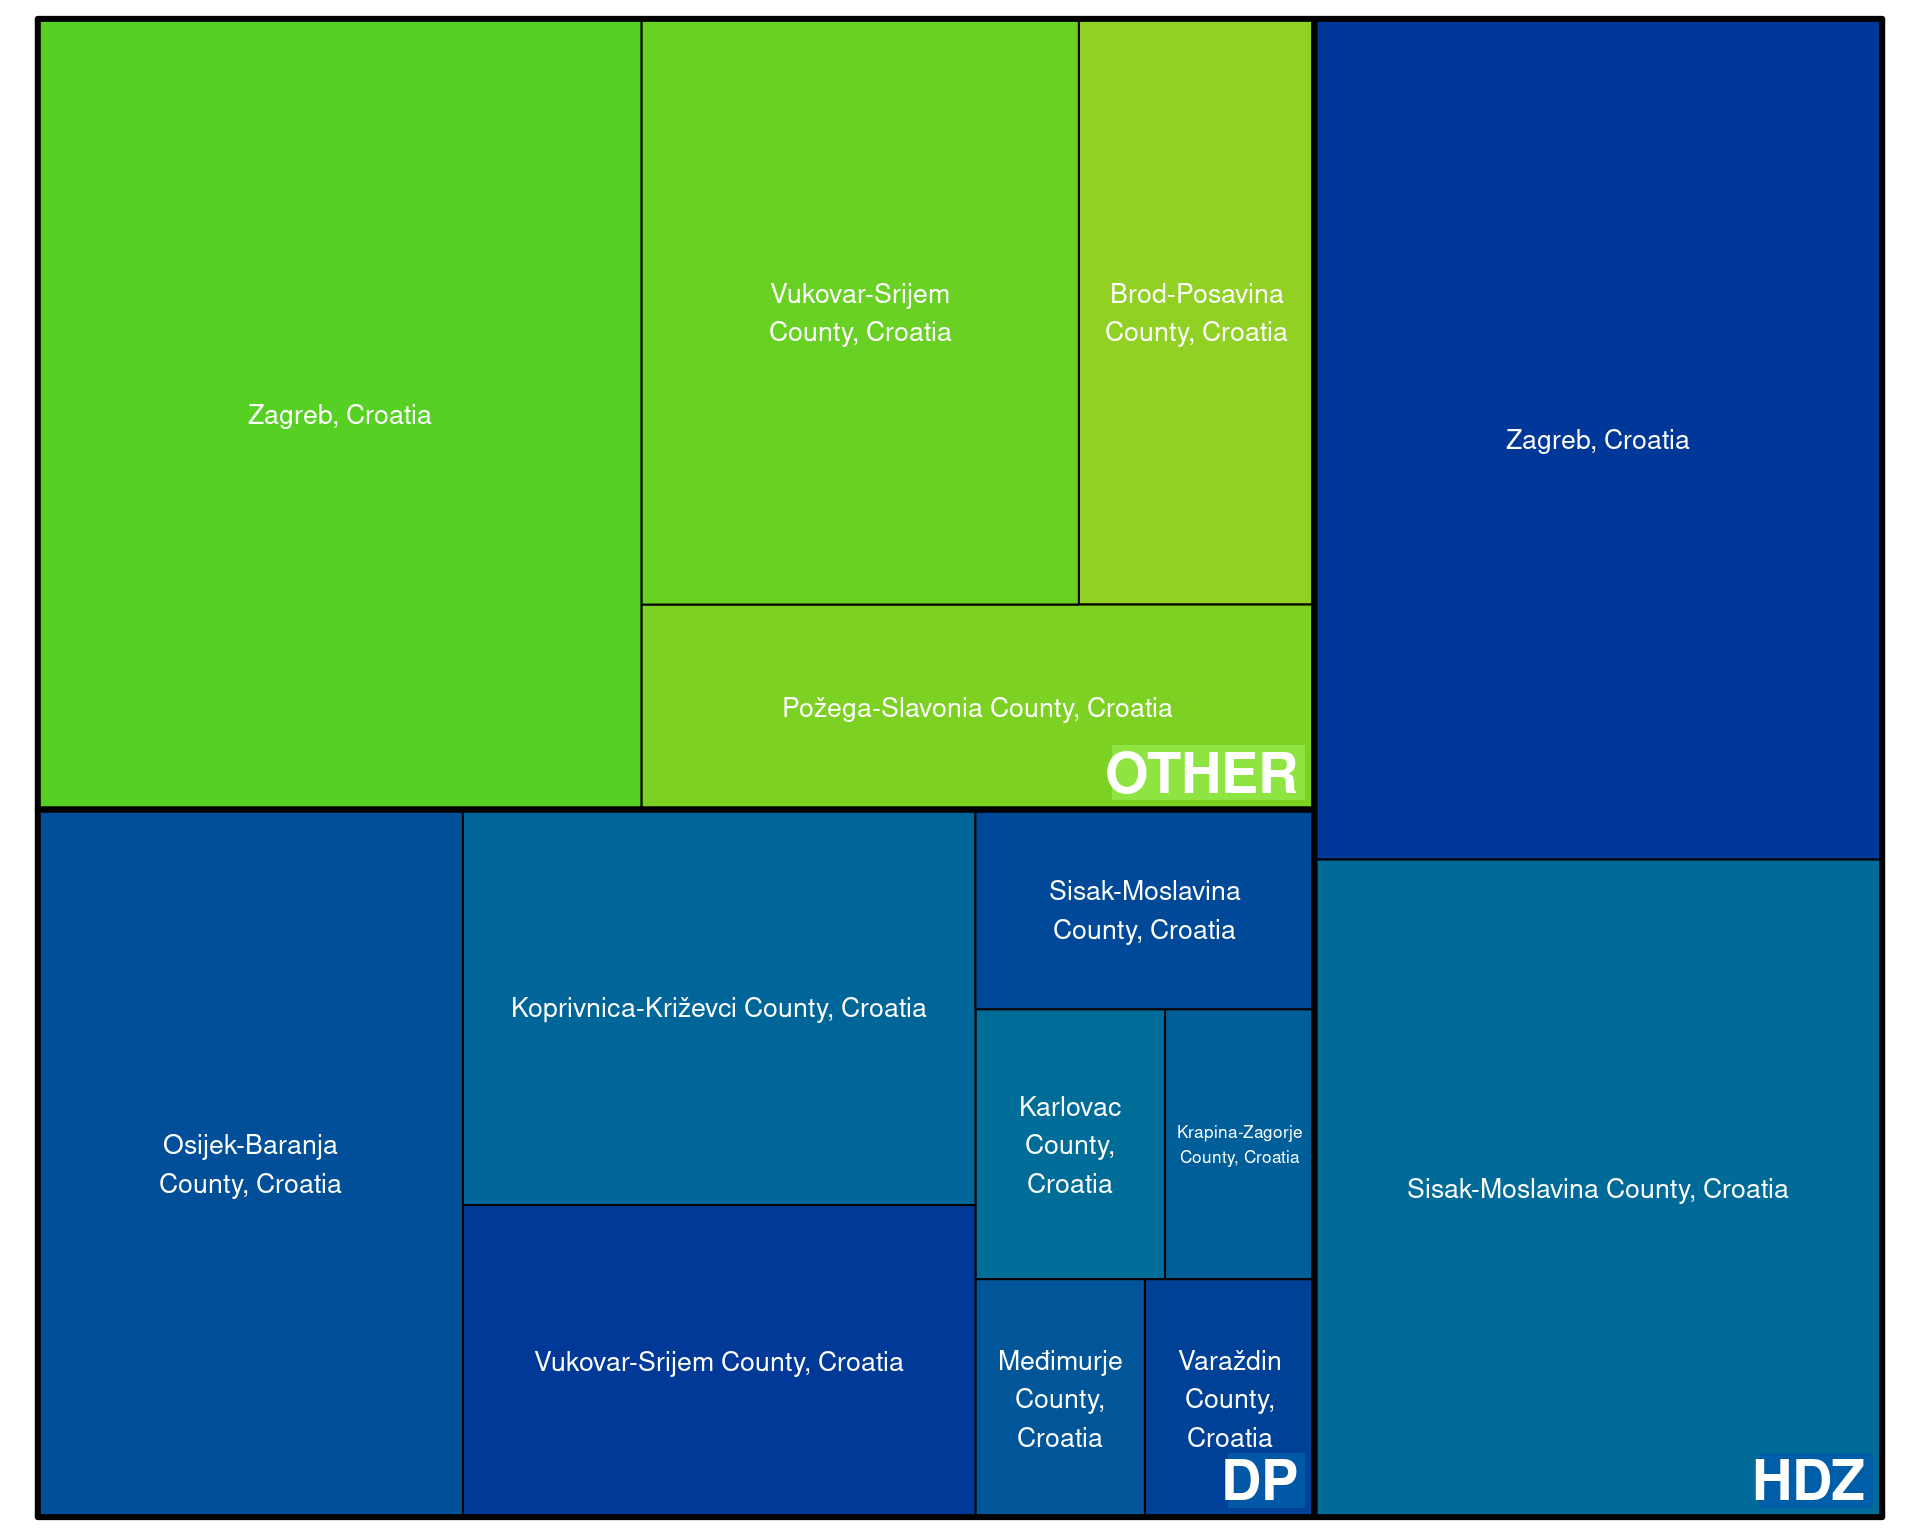 Zagreb, Croatia
Vukovar-Srijem
County, Croatia
Brod-Posavina
County, Croatia
Požega-Slavonia County, Croatia
OTHER
Osijek-Baranja
County, Croatia
Koprivnica-Križevci County, Croatia
Vukovar-Srijem County, Croatia
Sisak-Moslavina
County, Croatia
Karlovac
County,
Croatia
Krapina-Zagorje
County, Croatia
Međimurje
County,
Croatia
Varaždin
County,
Croatia
DP
Zagreb, Croatia
Sisak-Moslavina County, Croatia
HDZ